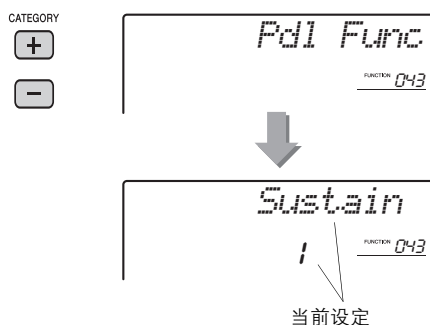 CATEGORY
+
-
Pdl Func
FUNCTION 043
Sustain
1
FUNCTION 043
当前设定